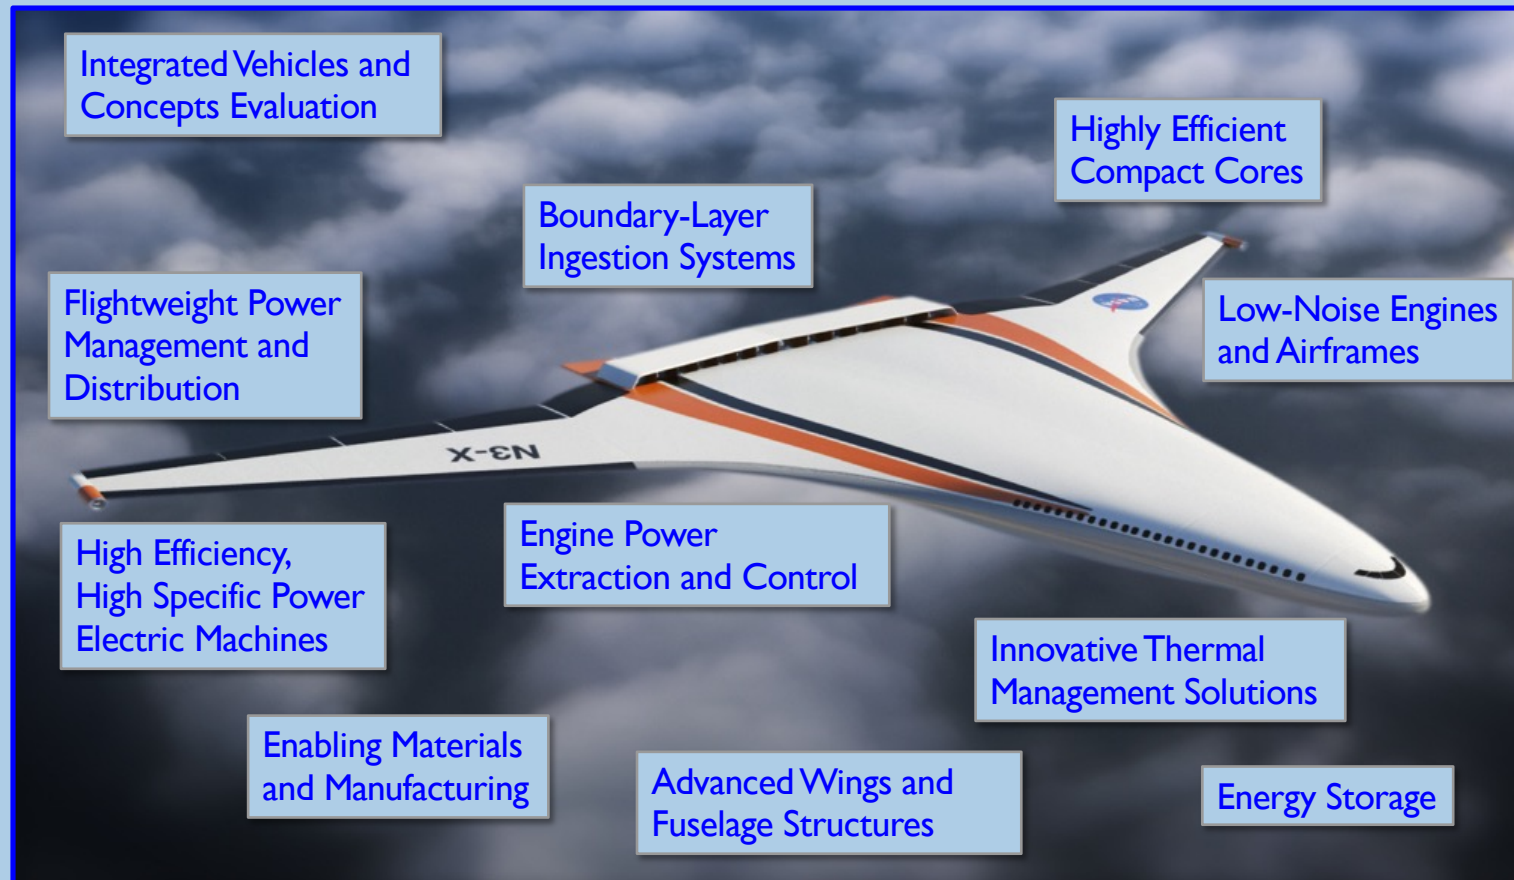 Integrated Vehicles and
Concepts Evaluation
Highly Efficient
Compact Cores
Boundary-Layer
Ingestion Systems
Flightweight Power
Management and
Distribution
Low-Noise Engines
and Airframes
N3-X
High Efficiency,
High Specific Power
Electric Machines
Engine Power
Extraction and Control
Innovative Thermal
Management Solutions
Enabling Materials
and Manufacturing
Advanced Wings and
Fuselage Structures
Energy Storage